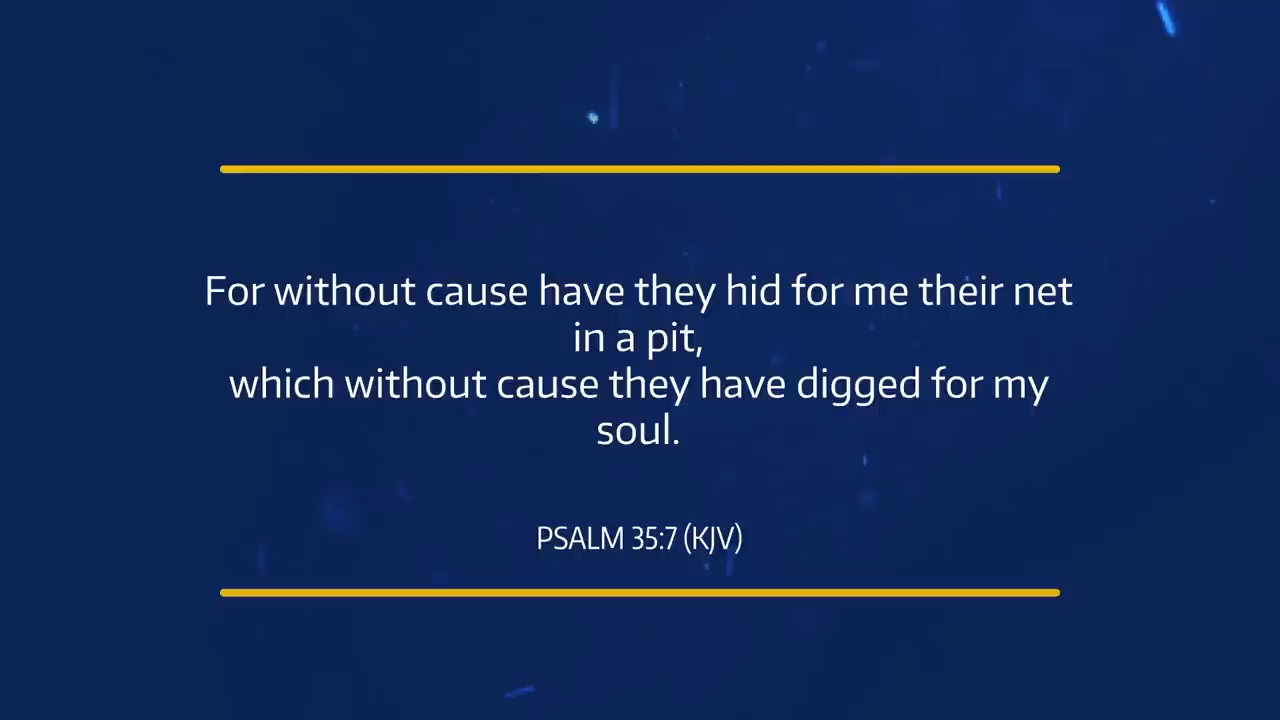 For without cause have they hid for me their net
in a pit,
which without cause they have digged for my
soul.
PSALM 35:7 (KJV)